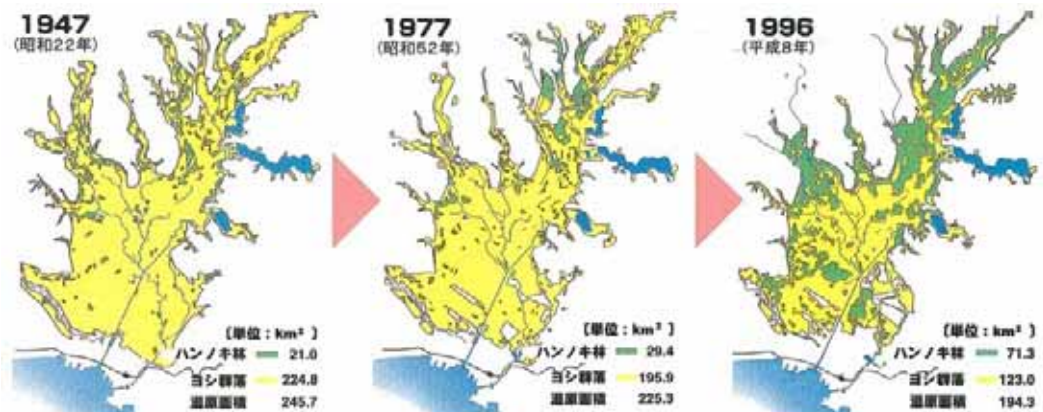 1947
(昭和22年)
[単位:km²]
ハンノキ林 21.0
ヨシ群落 224.8
湿原面積 245.7
1977
(昭和52年)
[単位:km²]
ハンノキ林 29.4
ヨシ群落 195.9
湿原面積 225.3
1996
(平成8年)
[単位:km²]
ハンノキ林 71.3
ヨシ群落 123.0
湿原面積 194.3